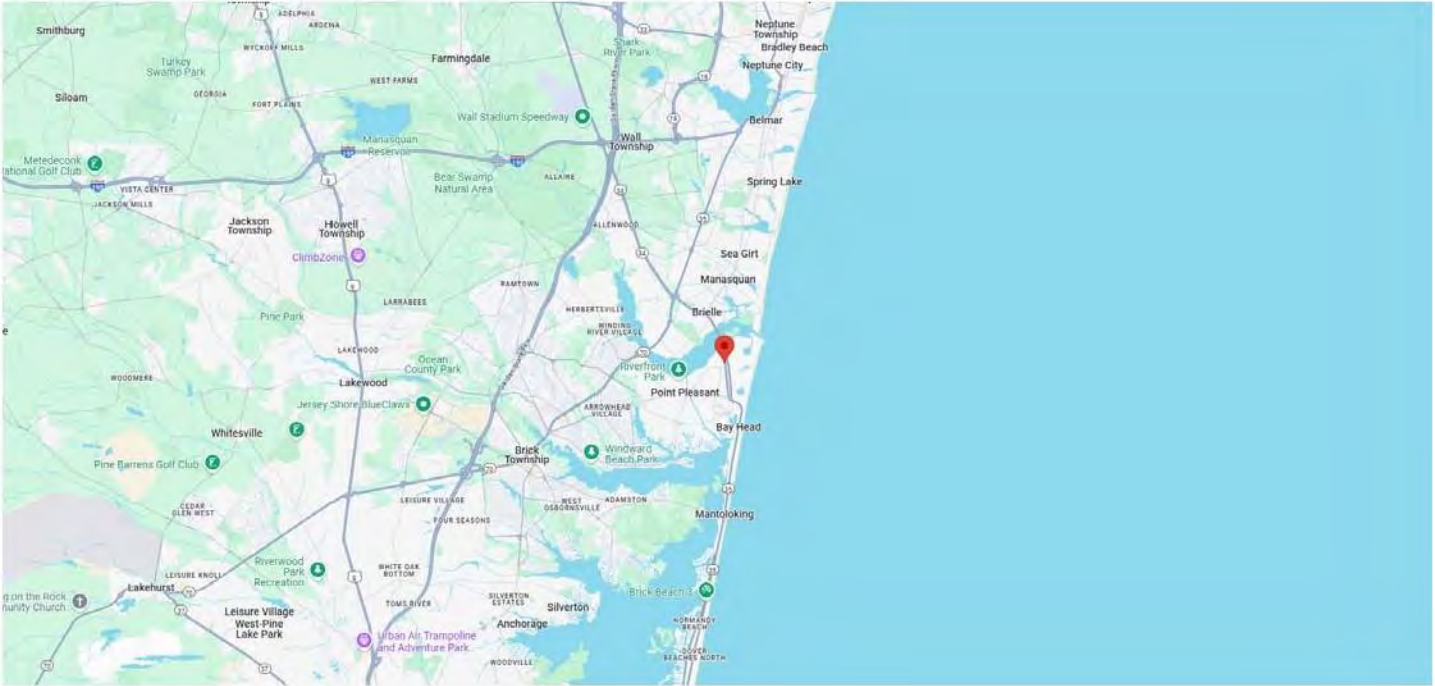 ADELPHIA
ARDENA
Smithburg
WYCKOFF MILLS
Neptune
Township
Bradley Beach
Shark
River Park
Farmingdale
Neptune City
Turkey
Swamp Park
WEST FARMS
Siloam
GEORGIA
FORT PLAINS
Wall Stadium Speedway
Belmar
Manasquan
Reservoir
Wall
Township
Metedeconk
ational Golf Club
Bear Swamp
Natural Area
ALLAIRE
VISTA CENTER
JACKSON MILLS
Spring Lake
Jackson
Township
Howell
Township
ALLENWOOD
ClimbZone
Sea Girt
Manasquan
RAMTOWN
LARRABEES
HERBERTSVILLE
Brielle
Pine Park
WINDING
RIVER VILLAGE
LAKEWOOD
Ocean
County Park
Riverfront
Park
WOODMERE
Lakewood
Point Pleasant
Jersey Shore BlueClaws
ARROWHEAD
VILLAGE
Whitesville
Bay Head
Brick
Township
Windward
Beach Park
Pine Barrens Golf Club
LEISURE VILLAGE
WEST
OSBORNSVILLE
ADAMSTON
CEDAR
GLEN WEST
FOUR SEASONS
Mantoloking
Riverwood
Park
Recreation
WHITE OAK
BOTTOM
LEISURE KNOLL
Lakehurst
Brick Beach 3
g on the Rock
munity Church
TOMS RIVER
SILVERTON
ESTATES
Silverton
Leisure Village
West-Pine
Lake Park
Anchorage
NORMANDY
BEACH
Urban Air Trampoline
and Adventure Park
WOODVILLE
DOVER
BEACHES NORTH